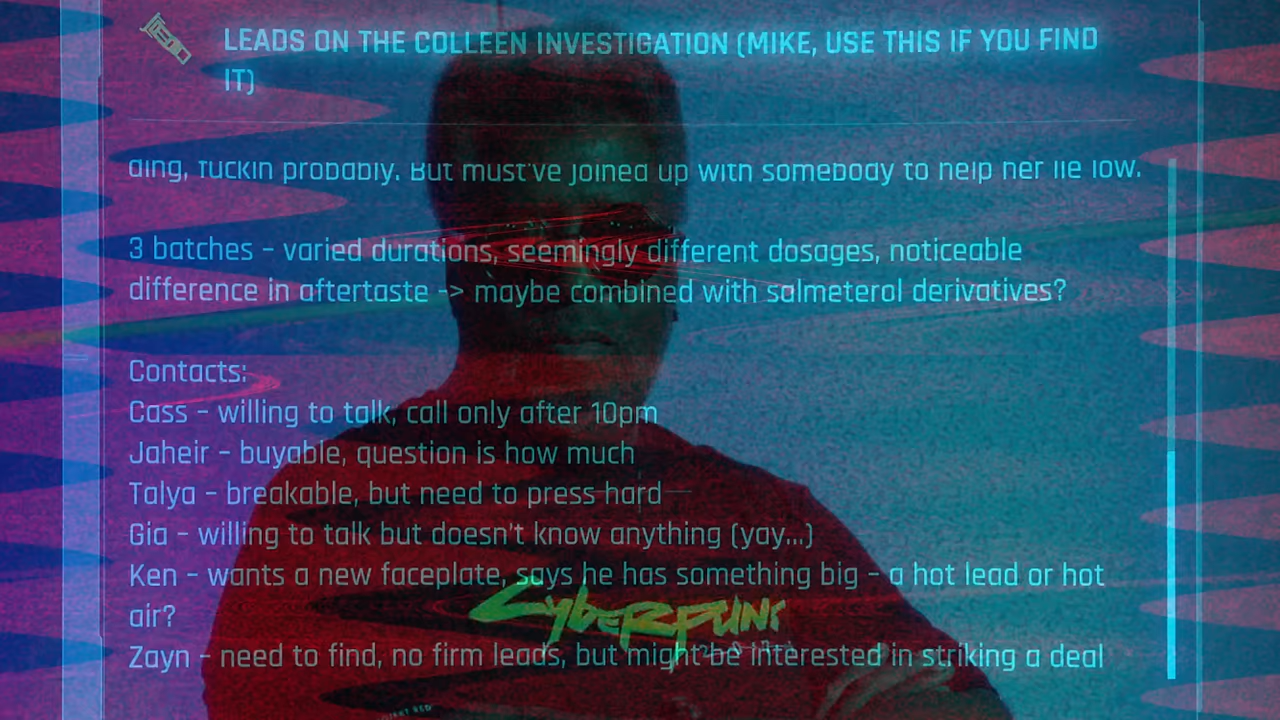 LEADS ON THE COLLEEN INVESTIGATION (MIKE, USE THIS IF YOU FIND
IT)
ding, fuckin probably. But must've joined up with somebody to help her lie low.
3 batches – varied durations, seemingly different dosages, noticeable
difference in aftertaste -> maybe combined with salmeterol derivatives?
Contacts:
Cass – willing to talk, call only after 10pm
Jaheir – buyable, question is how much
Talya – breakable, but need to press hard
Gia – willing to talk but doesn't know anything (yay...)
Ken – wants a new faceplate, says he has something big – a hot lead or hot
air?
Cyberpunk
Zayn – need to find, no firm leads, but might be interested in striking a deal